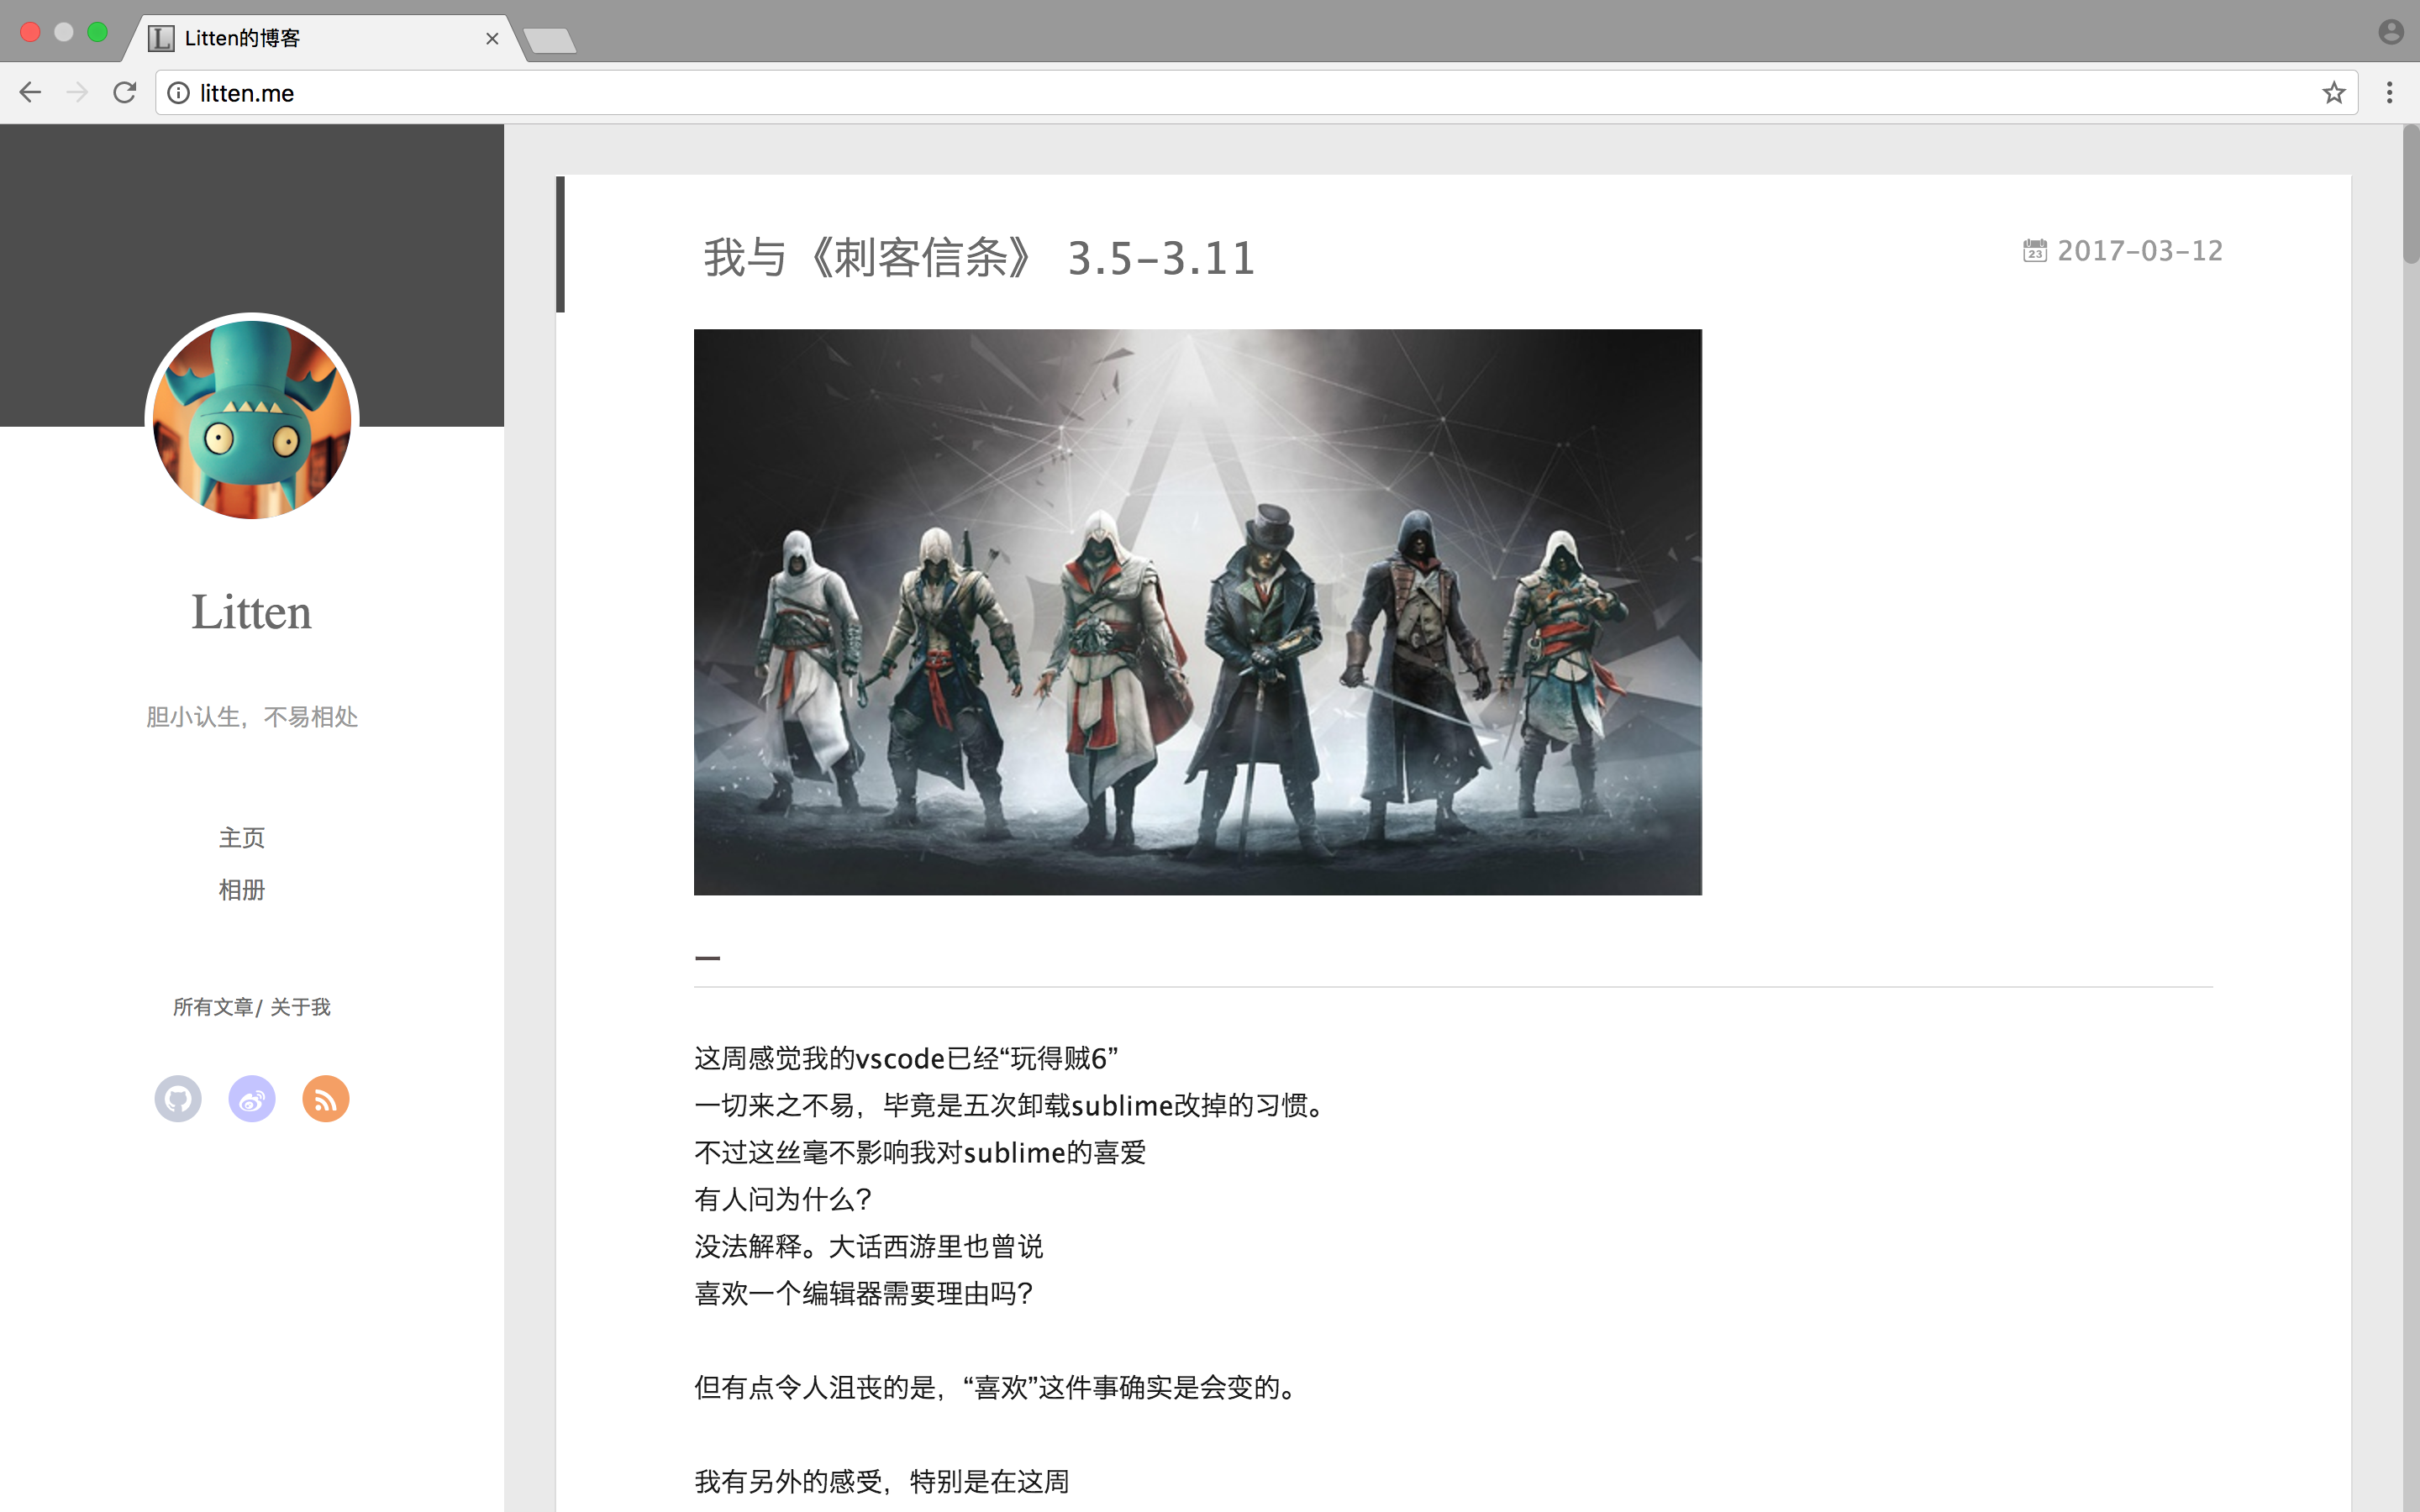 Litten的博客
litten.me
Litten
胆小认生，不易相处
主页
相册
所有文章/ 关于我
我与《刺客信条》 3.5-3.11
23 2017-03-12
一
这周感觉我的vscode已经“玩得贼6”
一切来之不易，毕竟是五次卸载sublime改掉的习惯。
不过这丝毫不影响我对sublime的喜爱
有人问为什么？
没法解释。大话西游里也曾说
喜欢一个编辑器需要理由吗？
但有点令人沮丧的是，“喜欢”这件事确实是会变的。
我有另外的感受，特别是在这周